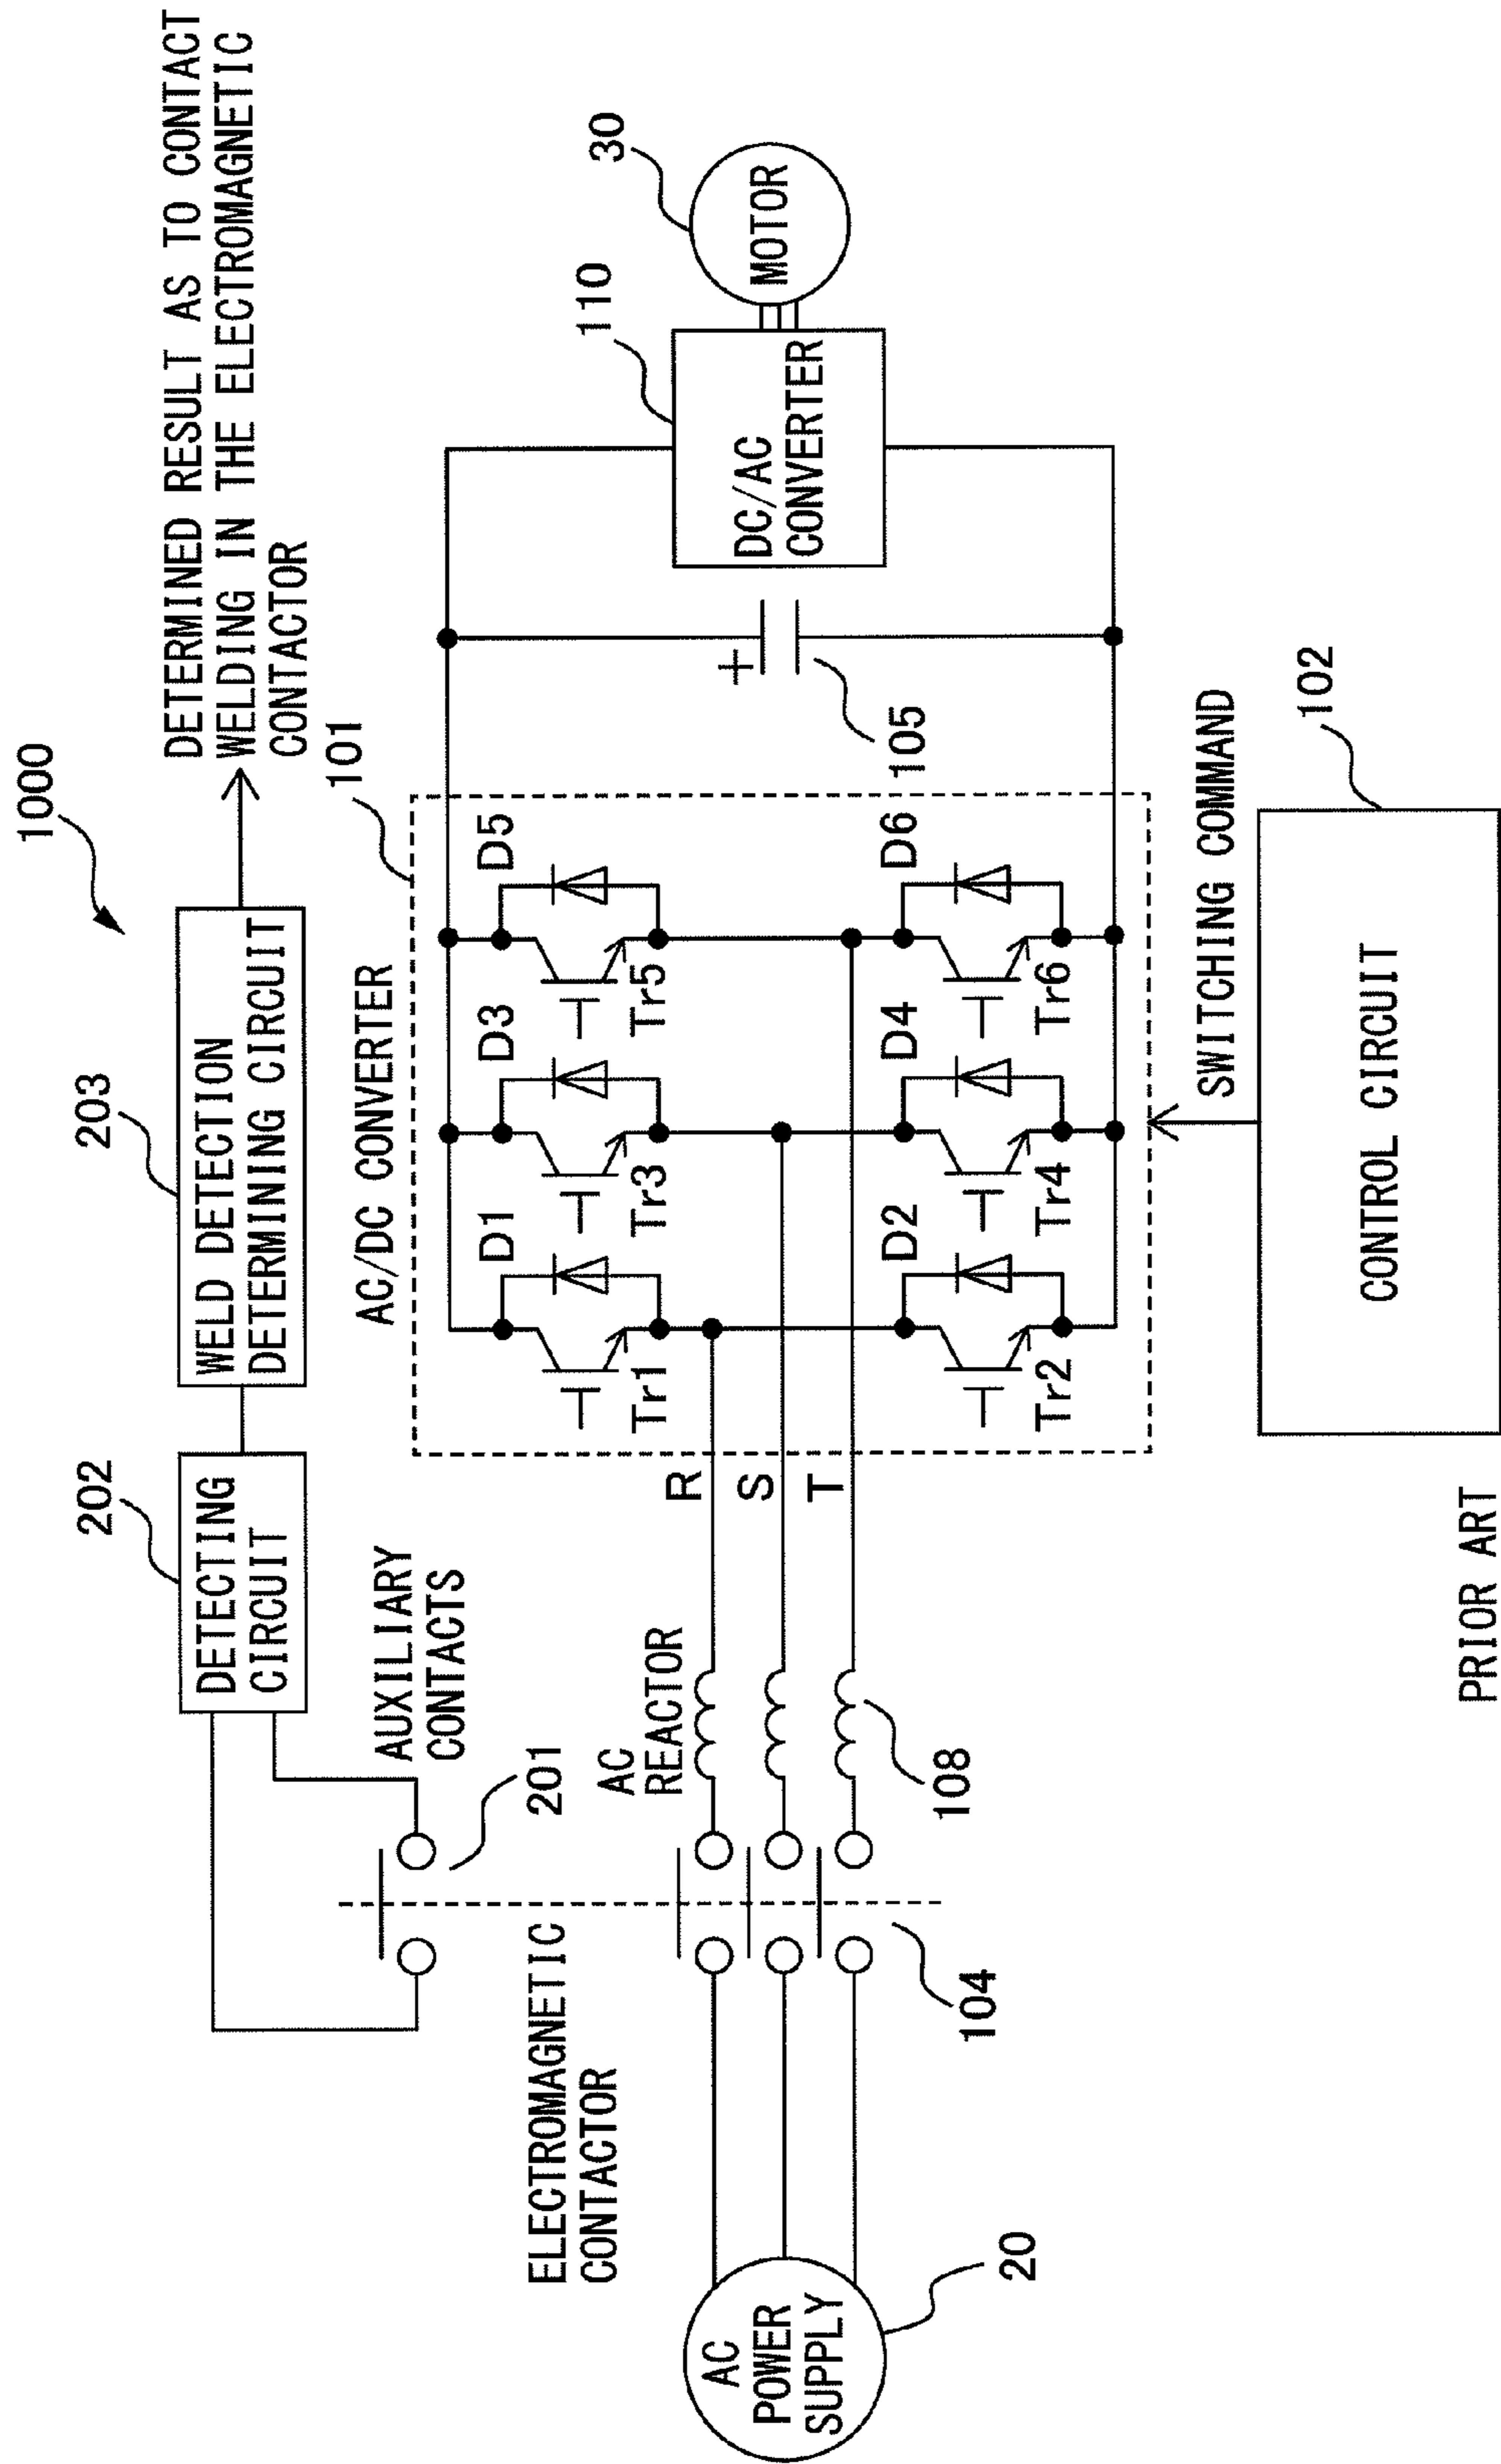 1000
DETERMINED RESULT AS TO CONTACT
WELDING IN THE ELECTROMAGNETIC
CONTACTOR
202
DETECTING
CIRCUIT
203
WELD DETECTION
DETERMINING CIRCUIT
AUXILIARY
CONTACTS
201
ELECTROMAGNETIC
CONTACTOR
104
AC
REACTOR
108
AC
POWER
SUPPLY
20
R
S
T
AC/DC CONVERTER
101
D1
D3
D5
Tr1
Tr3
Tr5
D2
D4
D6
Tr2
Tr4
Tr6
+
105
110
DC/AC
CONVERTER
30
MOTOR
SWITCHING COMMAND
102
CONTROL CIRCUIT
PRIOR ART